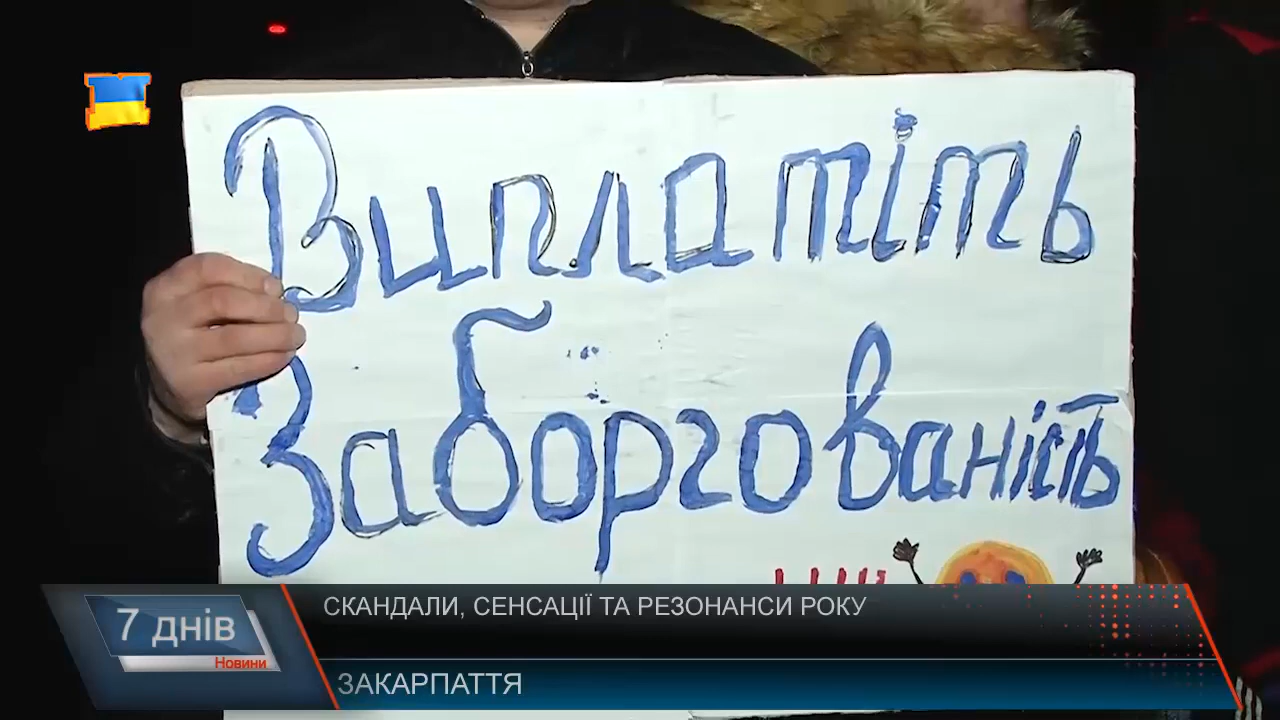 Виплатіть
Заборгованість
7 днів
Новини
СКАНДАЛИ, СЕНСАЦІЇ ТА РЕЗОНАНСИ РОКУ
ЗАКАРПАТТЯ